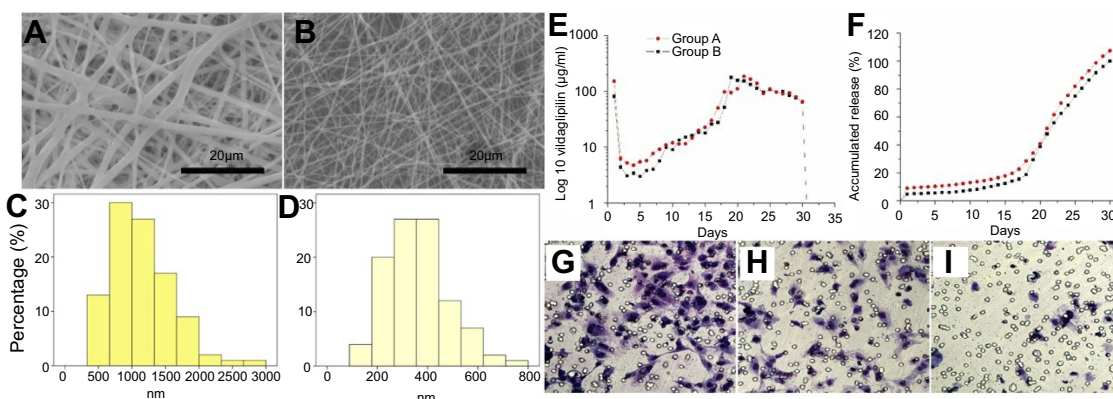 A
B
20µm
20µm
E
Group A
Group B
Log 10 vildaglipilin (µg/ml)
1000
100
10
1
0
5
10
15
20
25
30
35
Days
F
Accumulated release (%)
120
100
80
60
40
20
0
0
5
10
15
20
25
30
Days
C
Percentage (%)
30
20
10
0
0
500
1000
1500
2000
2500
3000
nm
D
30
20
10
0
200
400
600
800
nm
G
H
I